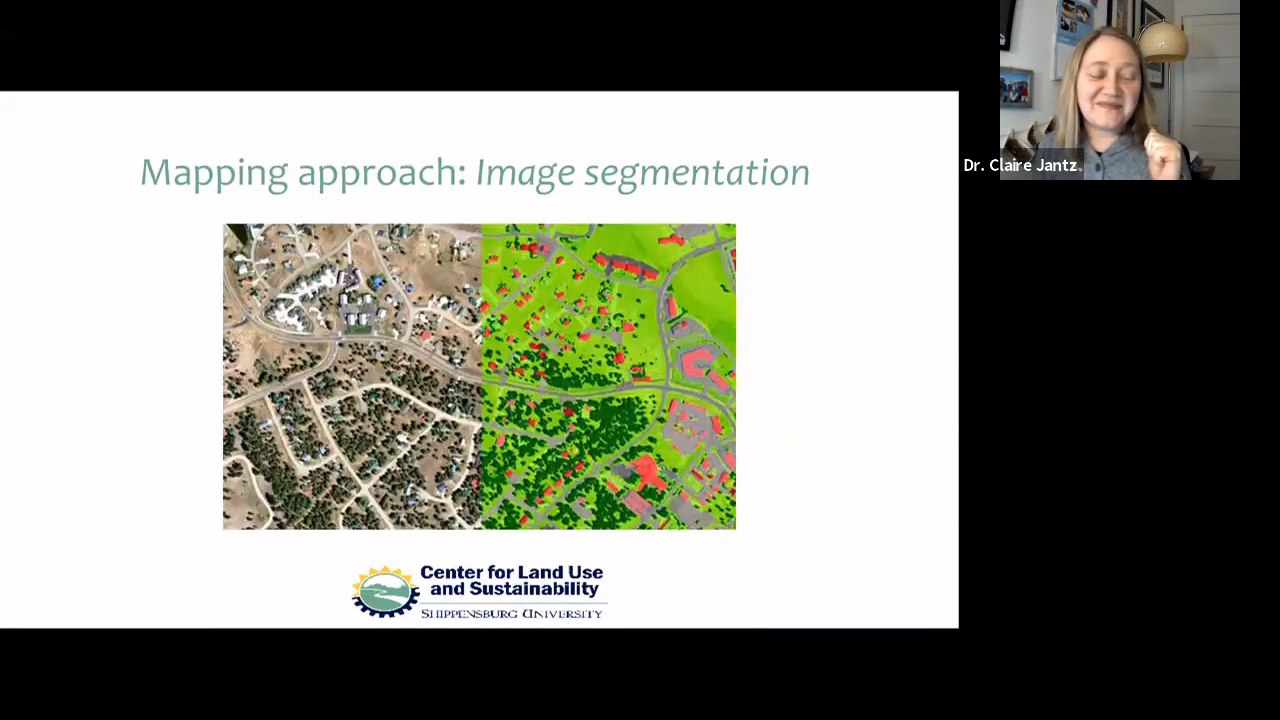 Mapping approach: Image segmentation
Dr. Claire Jantz
Center for Land Use
and Sustainability
SHIPPENSBURG UNIVERSITY